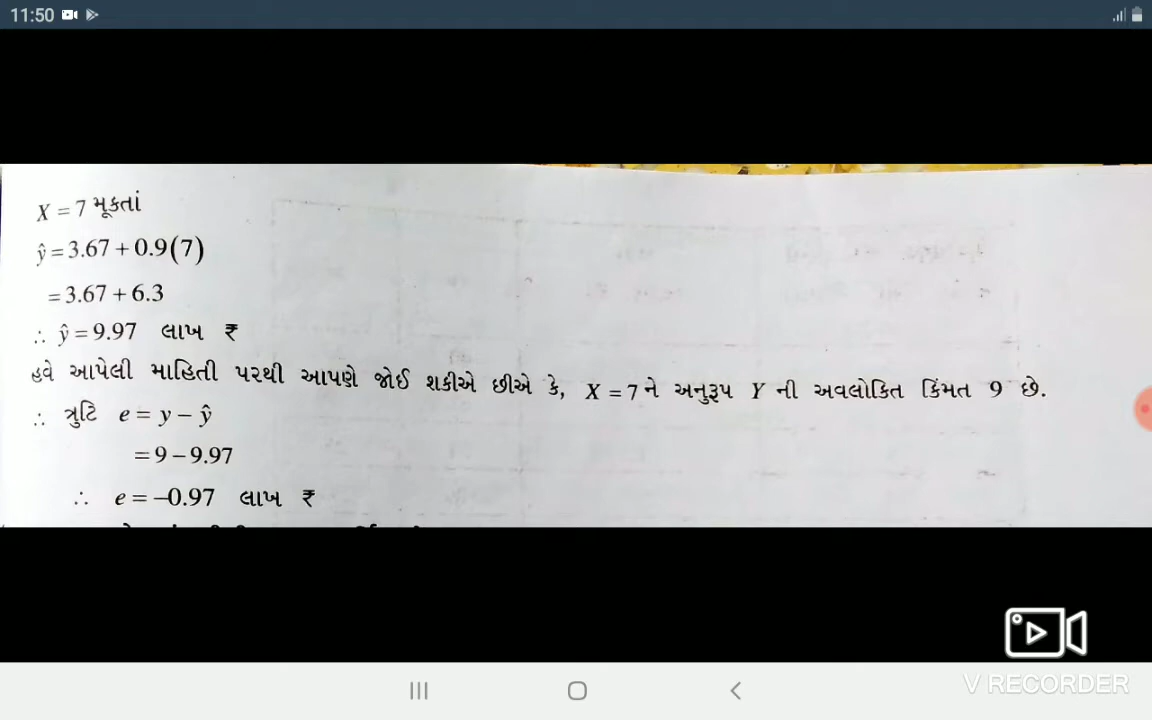 11:50
X = 7 મૂકતાં
ŷ = 3.67 + 0.9(7)
= 3.67 + 6.3
∴ ŷ = 9.97 લાખ ₹
હવે આપેલી માહિતી પરથી આપણે જોઈ શકીએ છીએ કે, X = 7 ને અનુરૂપ Y ની અવલોકિત કિંમત 9 છે.
∴ ત્રુટિ e = y – ŷ
= 9 – 9.97
∴ e = –0.97 લાખ ₹
V RECORDER